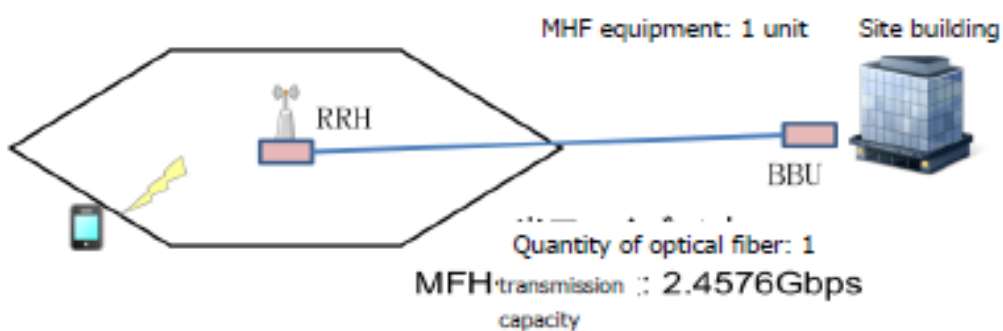 MHF equipment: 1 unit
Site building
RRH
BBU
Quantity of optical fiber: 1
MFH transmission : 2.4576Gbps
capacity